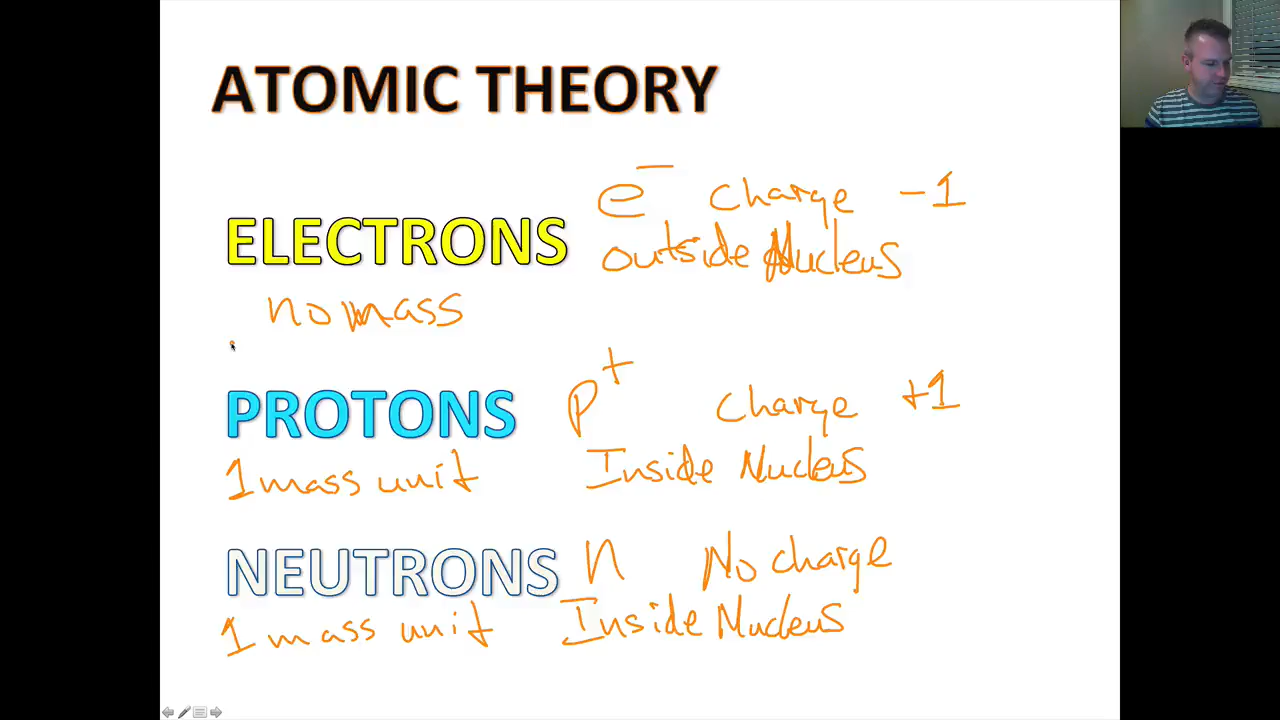 ATOMIC THEORY
e⁻ charge -1
ELECTRONS
outside Nucleus
no mass
p⁺ charge +1
PROTONS
Inside Nucleus
1 mass unit
n No charge
NEUTRONS
Inside Nucleus
1 mass unit